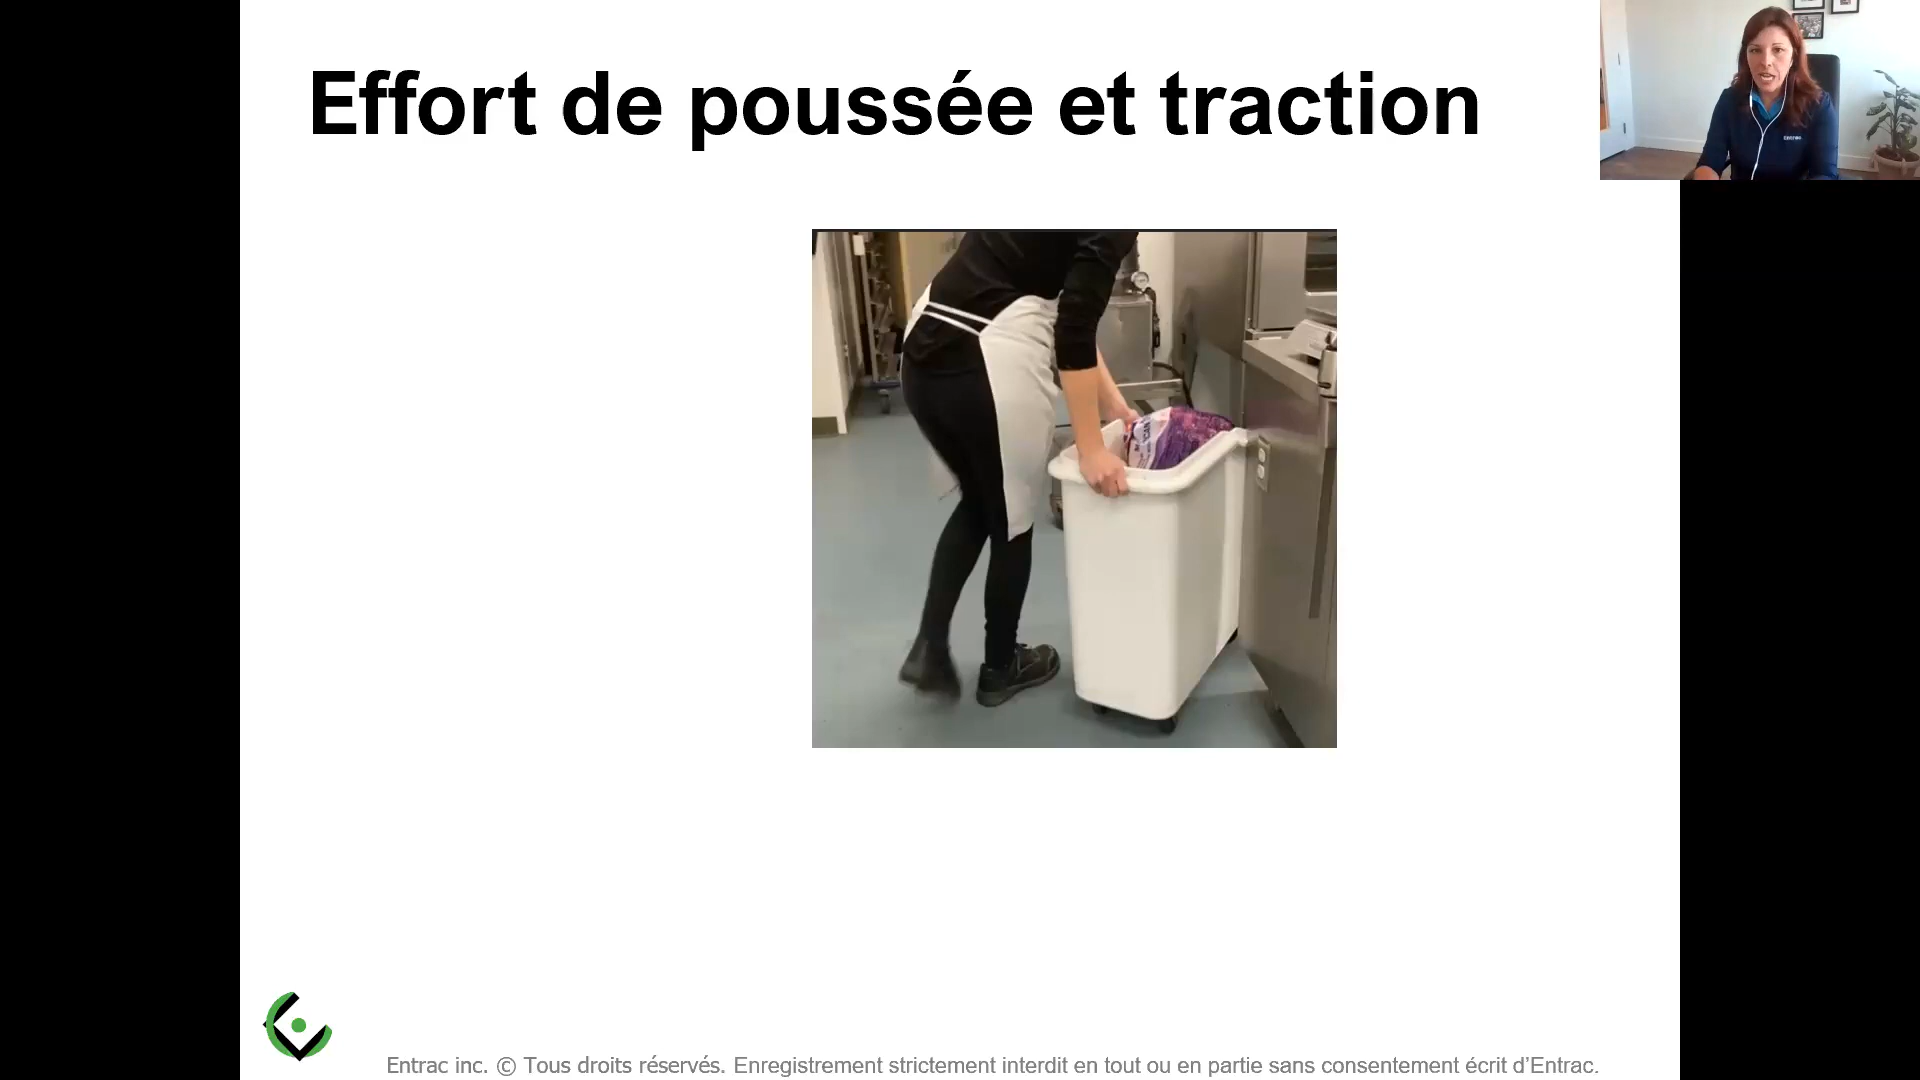 Effort de poussée et traction
Entrac
Entrac inc. © Tous droits réservés. Enregistrement strictement interdit en tout ou en partie sans consentement écrit d’Entrac.